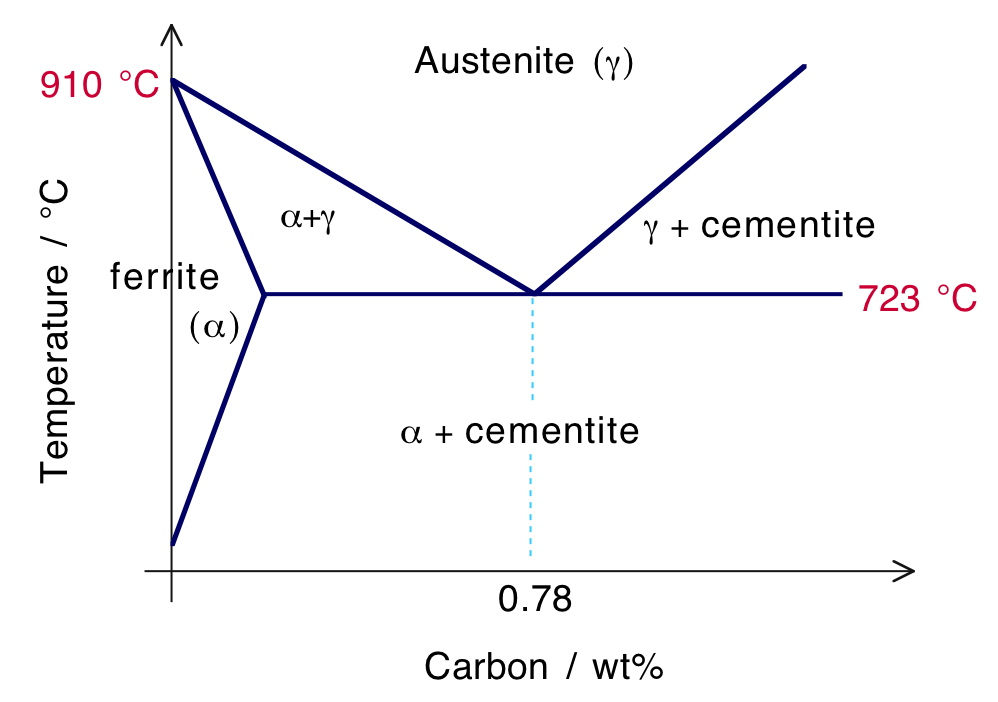 Austenite (γ)
910 °C
Temperature / °C
α+γ
γ + cementite
ferrite
(α)
723 °C
α + cementite
0.78
Carbon / wt%